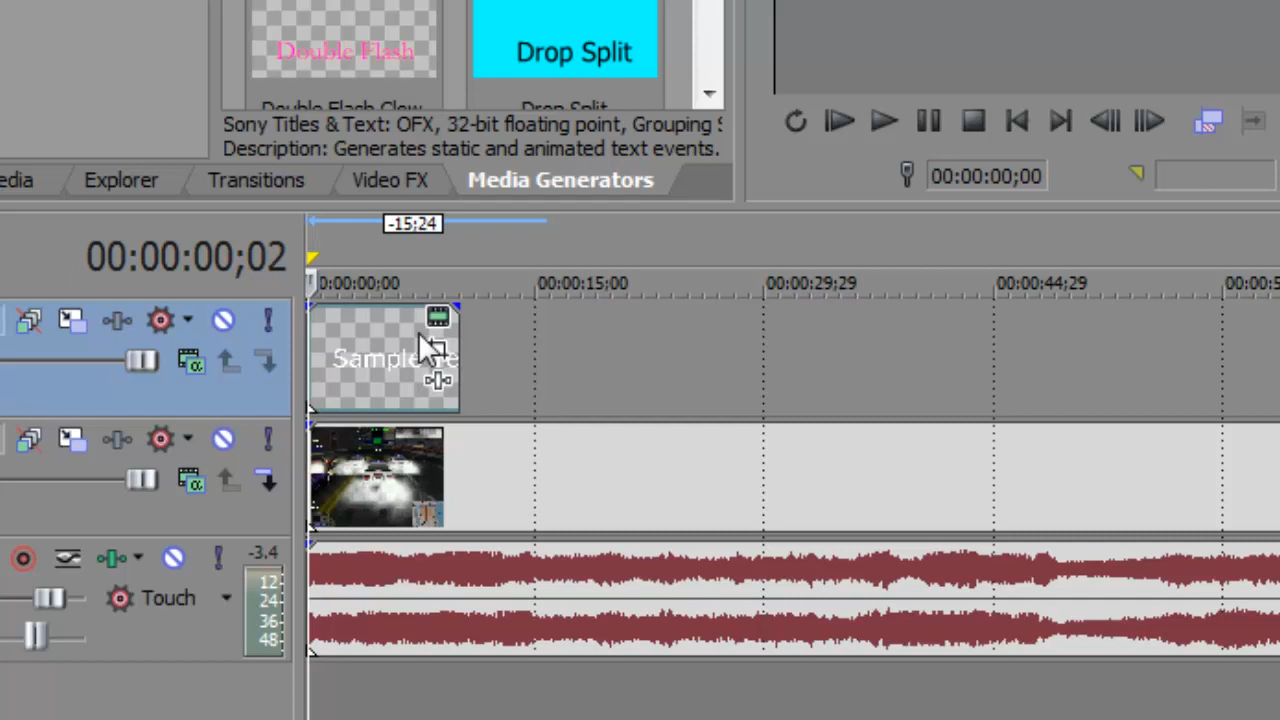 Double Flash
Drop Split
Sony Titles & Text: OFX, 32-bit floating point, Grouping
Description: Generates static and animated text events.
Explorer
Transitions
Video FX
Media Generators
00:00:00;00
-15;24
00:00:00;02
0:00:00;00
00:00:15;00
00:00:29;29
00:00:44;29
Sample
-3.4
12
24
36
48
Touch